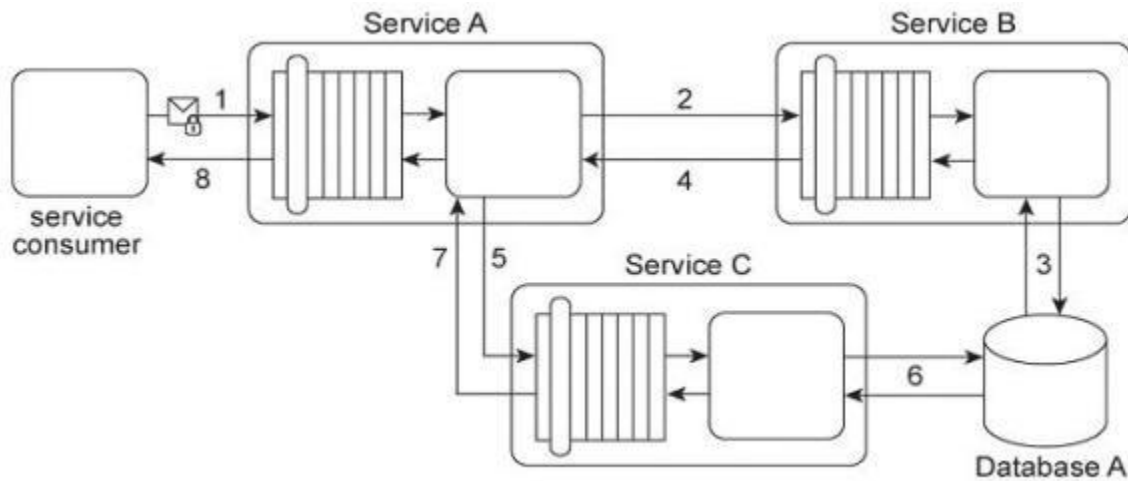 Service A
Service B
1
2
8
4
service
consumer
7
5
3
Service C
6
Database A